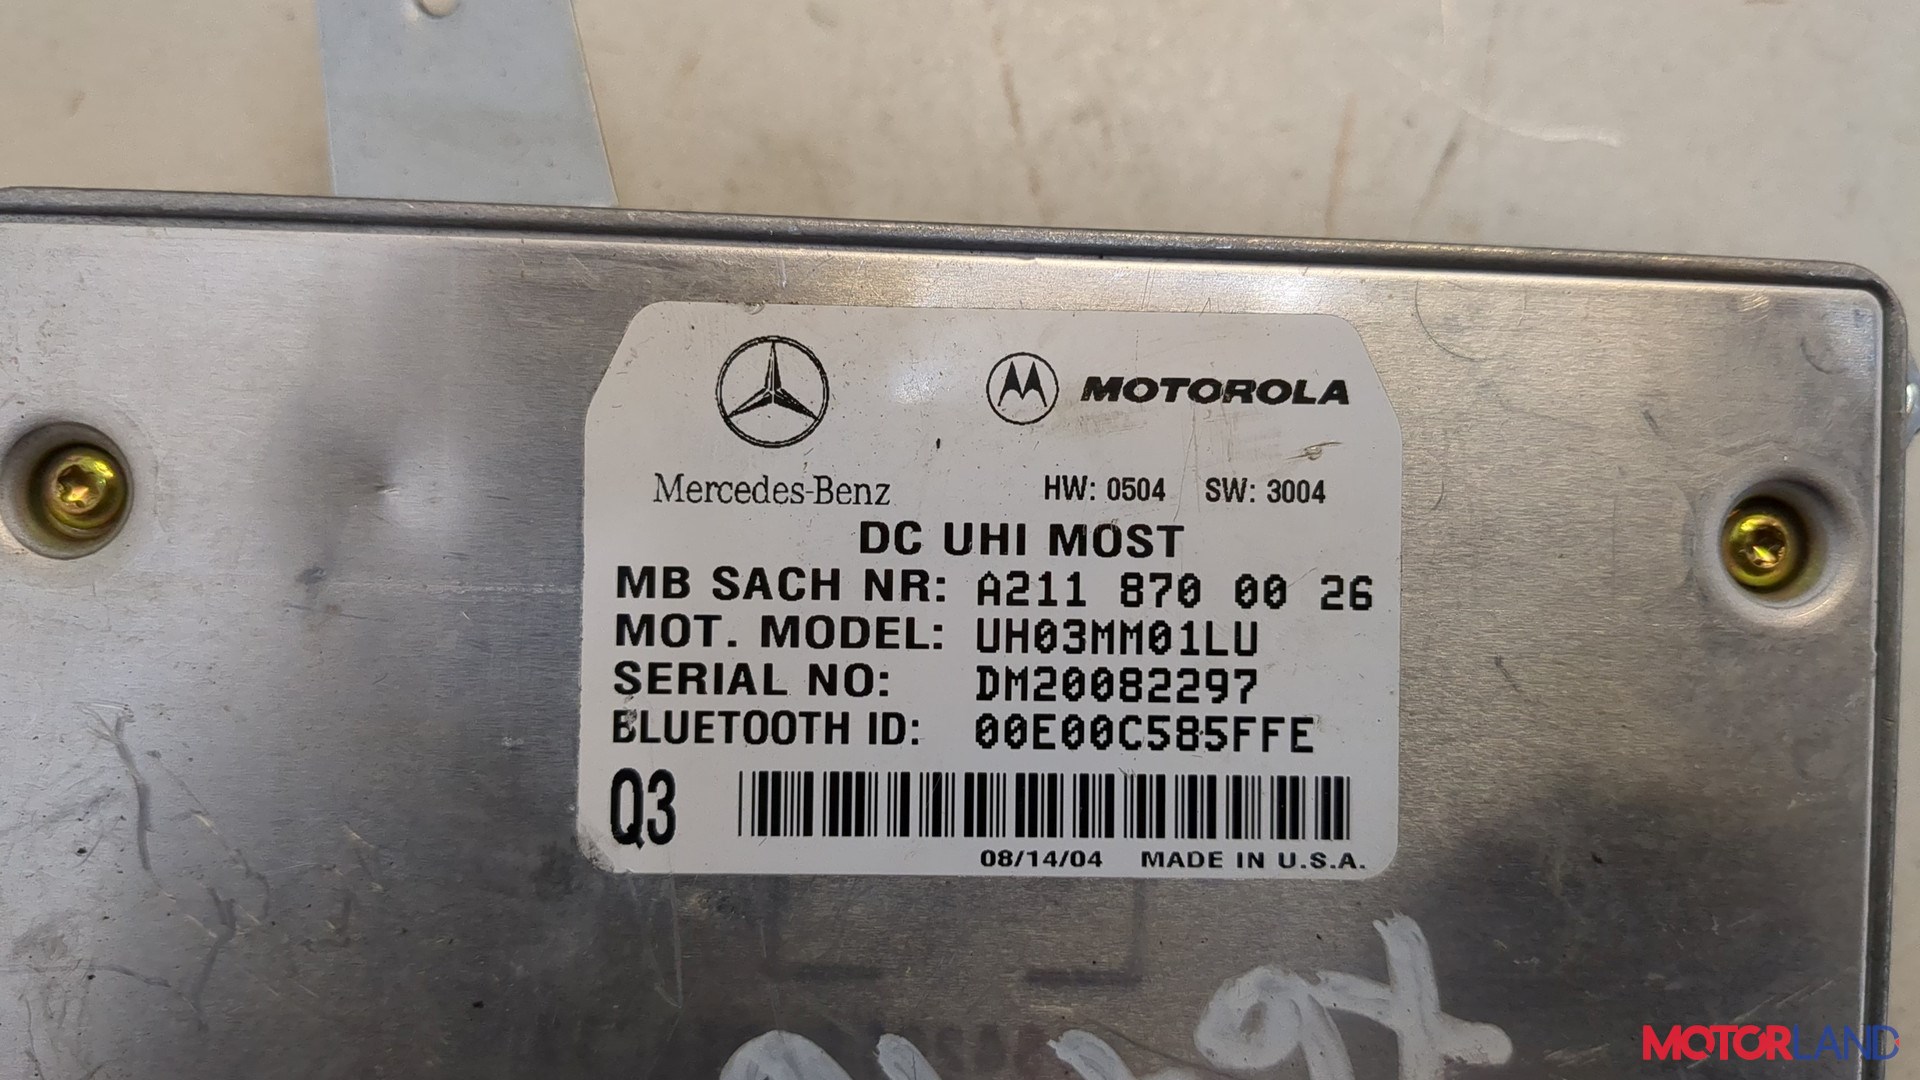 MOTOROLA
Mercedes-Benz
HW: 0504 SW: 3004
DC UHI MOST
MB SACH NR: A211 870 00 26
MOT. MODEL: UH03MM01LU
SERIAL NO: DM20082297
BLUETOOTH ID: 00E00C585FFE
Q3
08/14/04 MADE IN U.S.A.
MOTORLAND